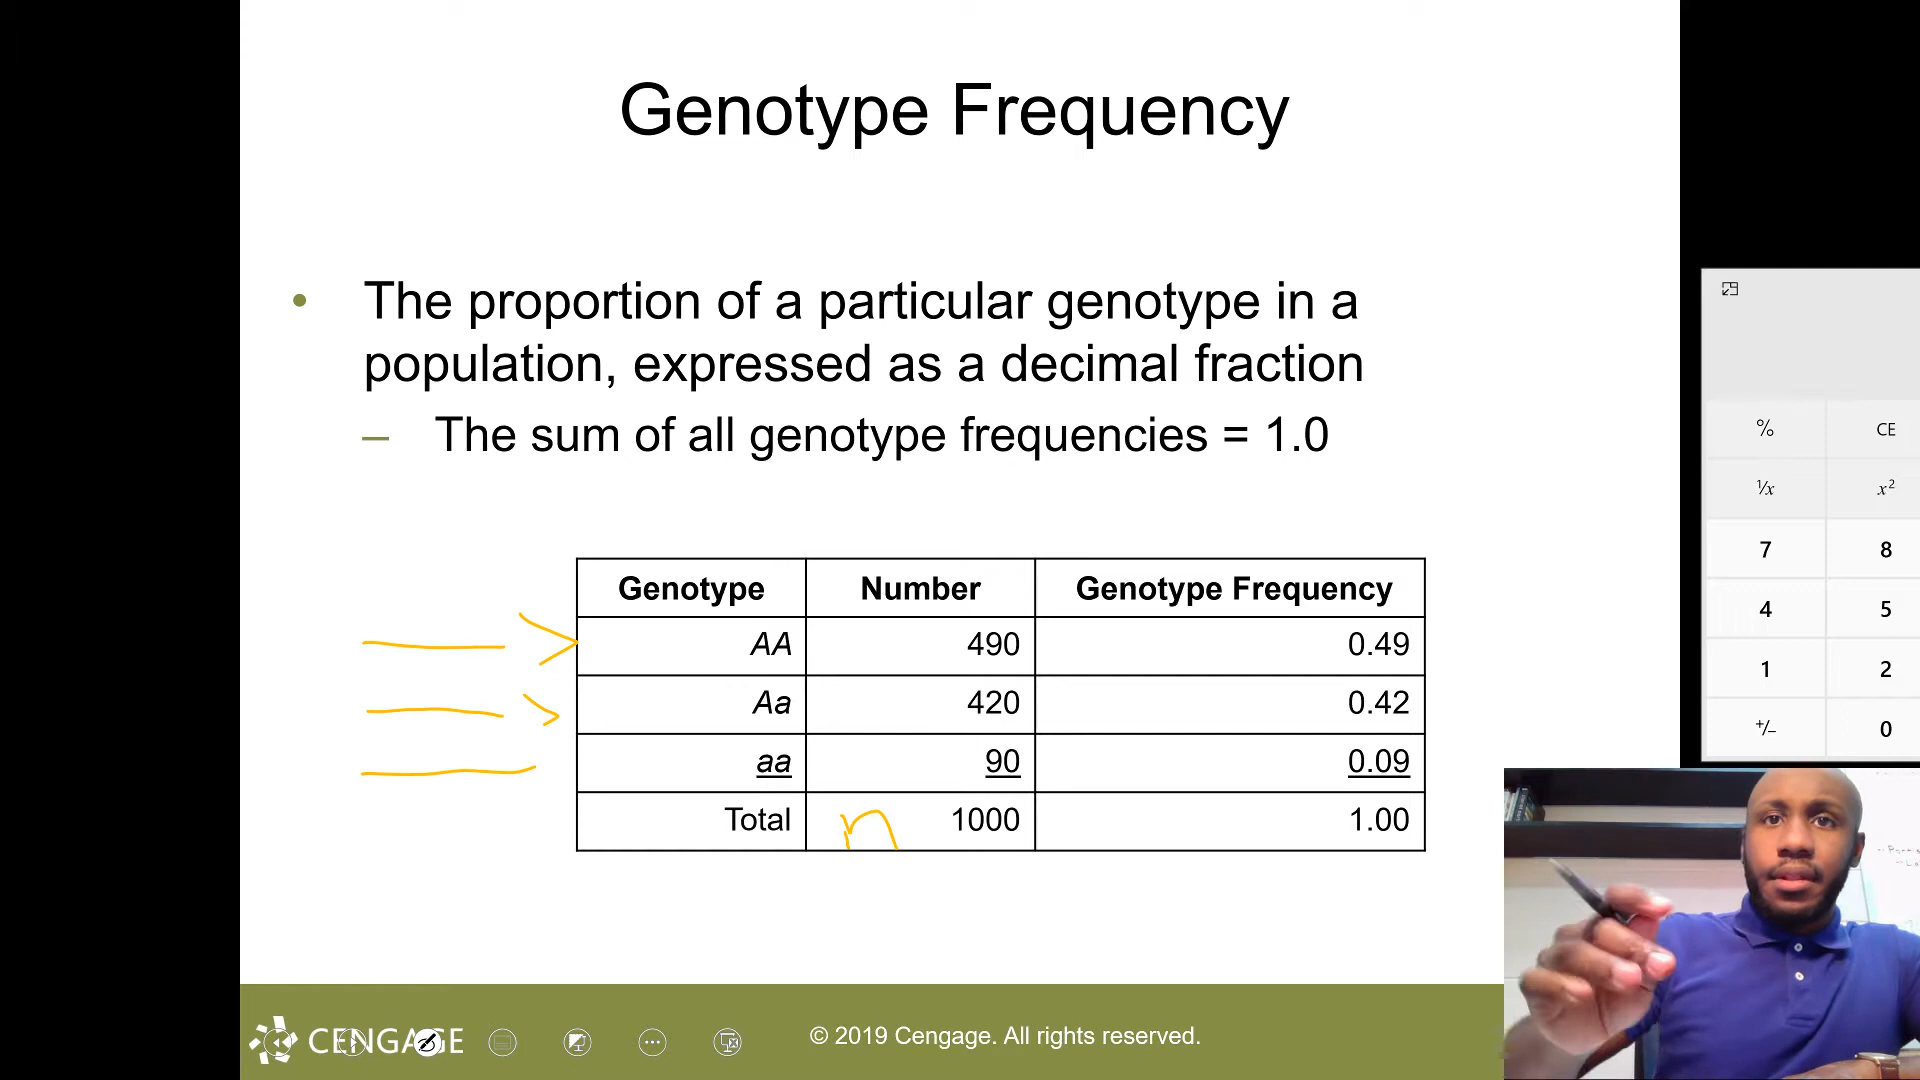 Genotype Frequency
• The proportion of a particular genotype in a
population, expressed as a decimal fraction
– The sum of all genotype frequencies = 1.0
Genotype Number Genotype Frequency
AA 490 0.49
Aa 420 0.42
aa 90 0.09
Total n 1000 1.00
% CE
1/x x²
7 8
4 5
1 2
+/- 0
CENGAGE
© 2019 Cengage. All rights reserved.